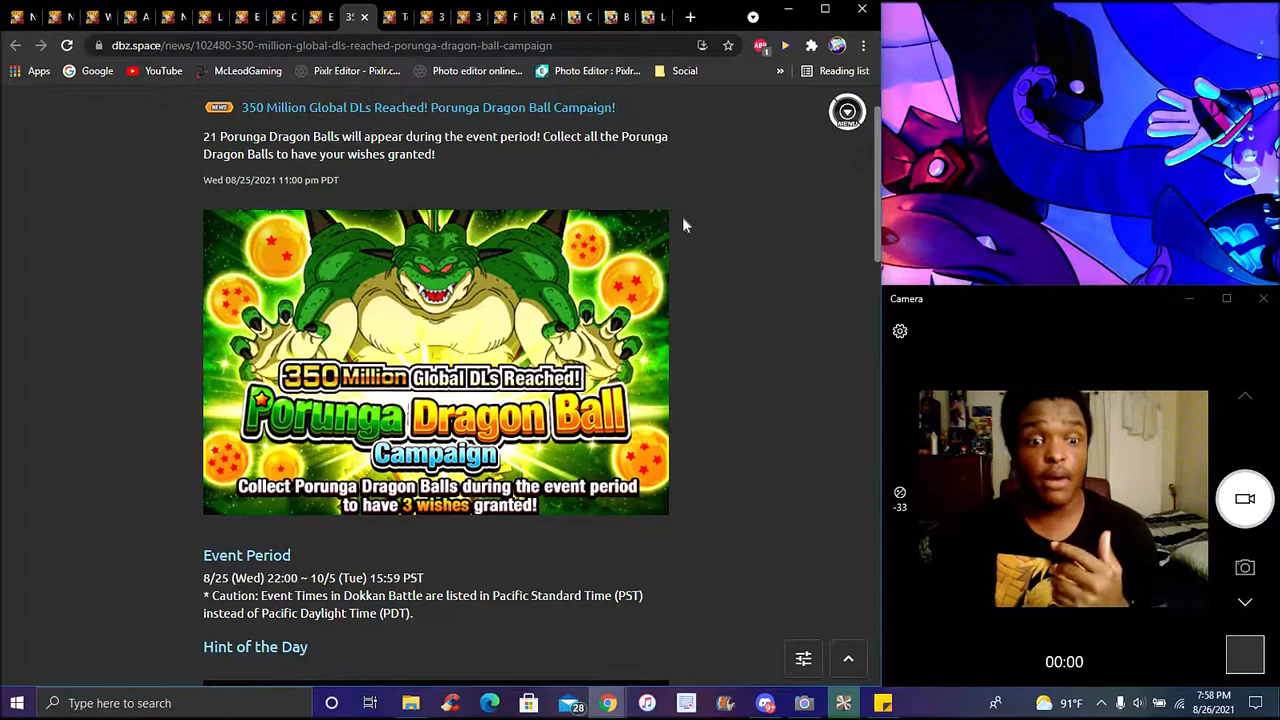 N
N
W
A
N
L
E
C
E
3
T
3
3
F
A
C
B
L
dbz.space/news/102480-350-million-global-dls-reached-porunga-dragon-ball-campaign
Apps
Google
YouTube
McLeodGaming
Pixlr Editor - Pixlr.c...
Photo editor online...
Photo Editor : Pixlr...
Social
»
Reading list
NEWS
350 Million Global DLs Reached! Porunga Dragon Ball Campaign!
MENU
21 Porunga Dragon Balls will appear during the event period! Collect all the Porunga
Dragon Balls to have your wishes granted!
Wed 08/25/2021 11:00 pm PDT
350 Million Global DLs Reached!
Porunga Dragon Ball
Campaign
Collect Porunga Dragon Balls during the event period
to have 3 wishes granted!
Event Period
8/25 (Wed) 22:00 ~ 10/5 (Tue) 15:59 PST
* Caution: Event Times in Dokkan Battle are listed in Pacific Standard Time (PST)
instead of Pacific Daylight Time (PDT).
Hint of the Day
Camera
-33
00:00
Type here to search
28
91°F
7:58 PM
8/26/2021